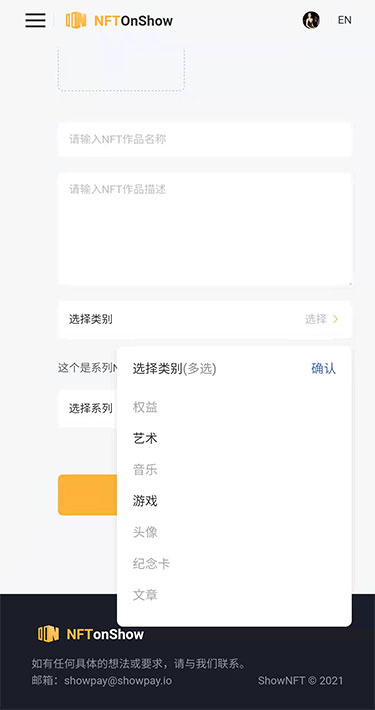 NFTOnShow
EN
请输入NFT作品名称
请输入NFT作品描述
选择类别
选择
这个是系列N
选择类别(多选)
确认
选择系列
权益
艺术
音乐
游戏
头像
纪念卡
文章
NFTonShow
如有任何具体的想法或要求，请与我们联系。
邮箱：showpay@showpay.io ShowNFT © 2021